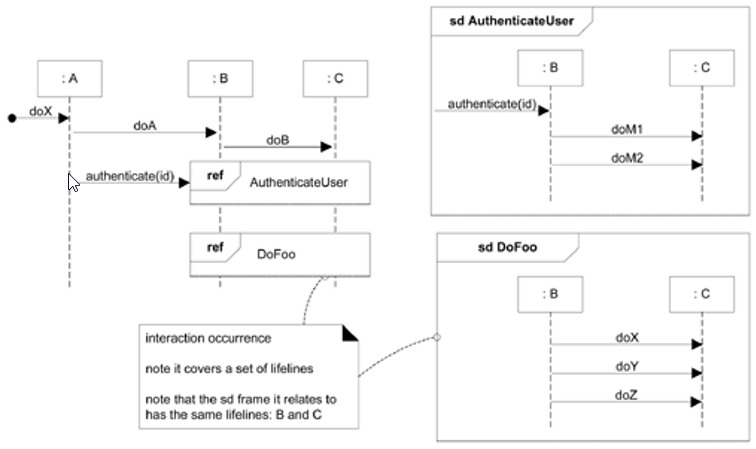 : A
: B
: C
doX
doA
doB
authenticate(id)
ref
AuthenticateUser
ref
DoFoo
interaction occurrence
note it covers a set of lifelines
note that the sd frame it relates to
has the same lifelines: B and C
sd AuthenticateUser
: B
: C
authenticate(id)
doM1
doM2
sd DoFoo
: B
: C
doX
doY
doZ